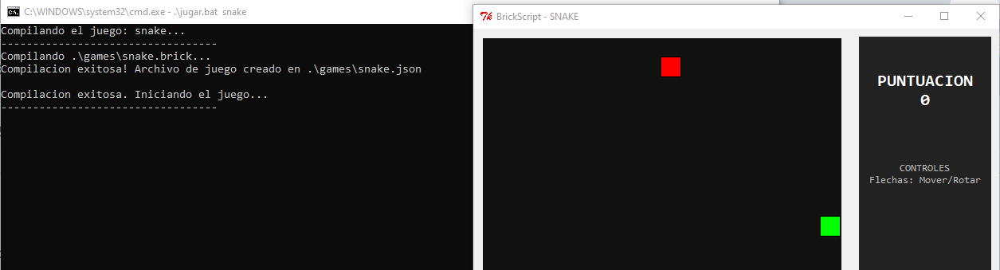 C:\WINDOWS\system32\cmd.exe - .\jugar.bat snake
Compilando el juego: snake...
----------------------------------
Compilando .\games\snake.brick...
Compilacion exitosa! Archivo de juego creado en .\games\snake.json
Compilacion exitosa. Iniciando el juego...
----------------------------------
BrickScript - SNAKE
PUNTUACION
0
CONTROLES
Flechas: Mover/Rotar